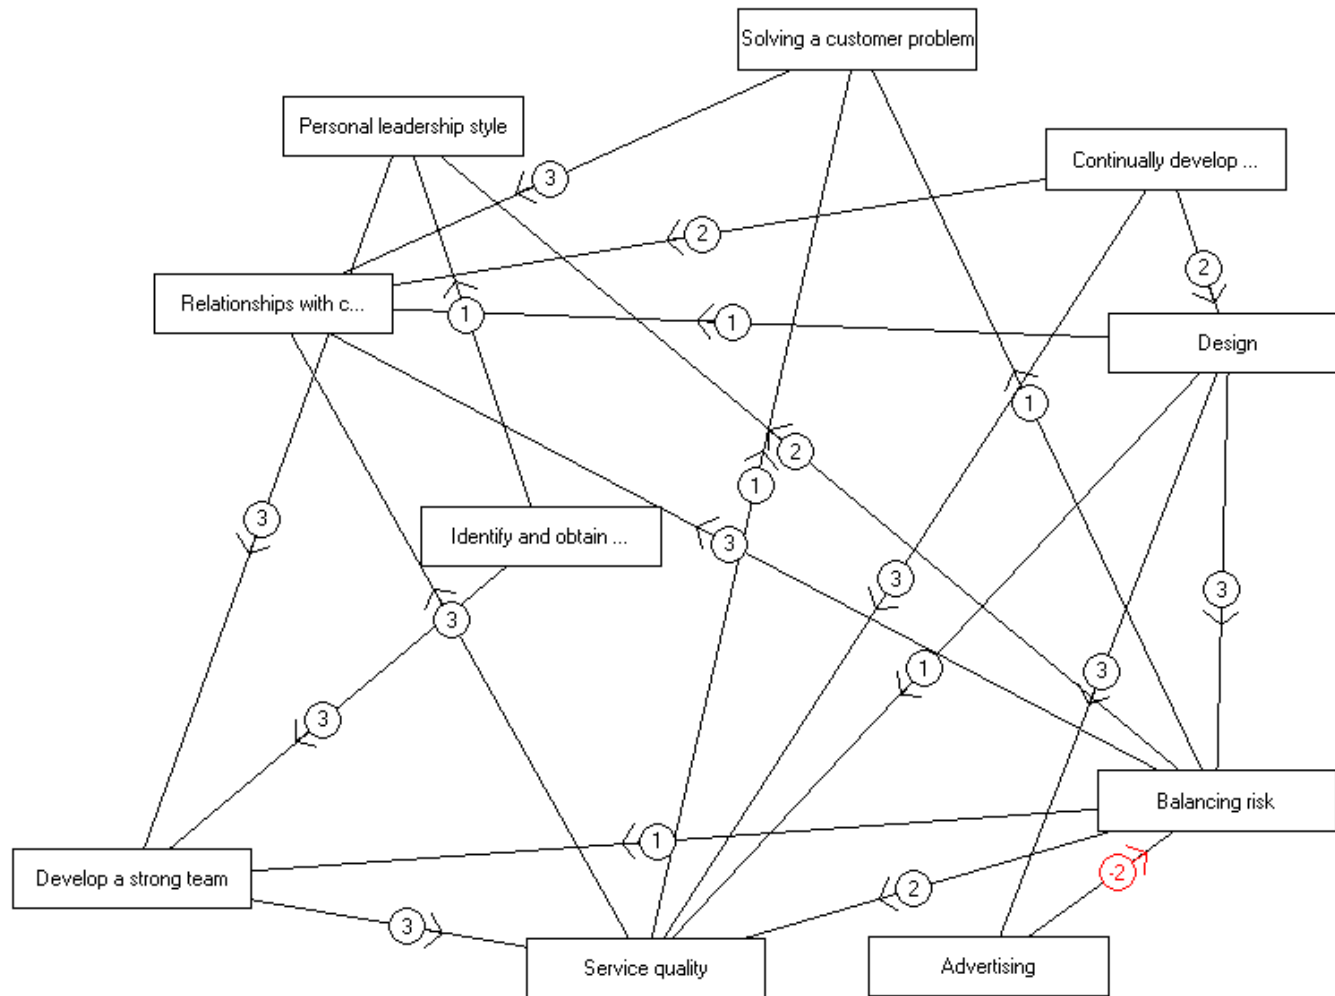 Solving a customer problem
Personal leadership style
Continually develop ...
3
2
2
Relationships with c...
1
1
Design
1
2
1
3
Identify and obtain ...
3
3
3
3
1
3
3
Balancing risk
1
Develop a strong team
-2
2
3
Service quality
Advertising